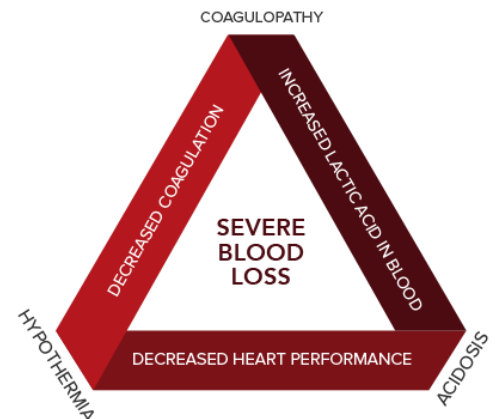 COAGULOPATHY
DECREASED COAGULATION
INCREASED LACTIC ACID IN BLOOD
SEVERE
BLOOD
LOSS
HYPOTHERMIA
DECREASED HEART PERFORMANCE
ACIDOSIS